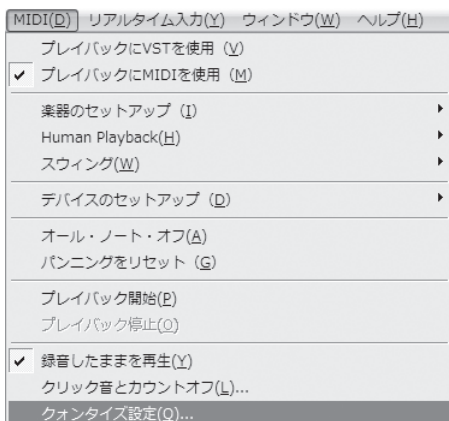 MIDI(D) リアルタイム入力(Y) ウィンドウ(W) ヘルプ(H)
プレイバックにVSTを使用 (V)
✓ プレイバックにMIDIを使用 (M)
楽器のセットアップ (I)
Human Playback(H)
スウィング(W)
デバイスのセットアップ (D)
オール・ノート・オフ(A)
パンニングをリセット (G)
プレイバック開始(P)
プレイバック停止(O)
✓ 録音したままを再生(Y)
クリック音とカウントオフ(L)...
クォンタイズ設定(Q)...